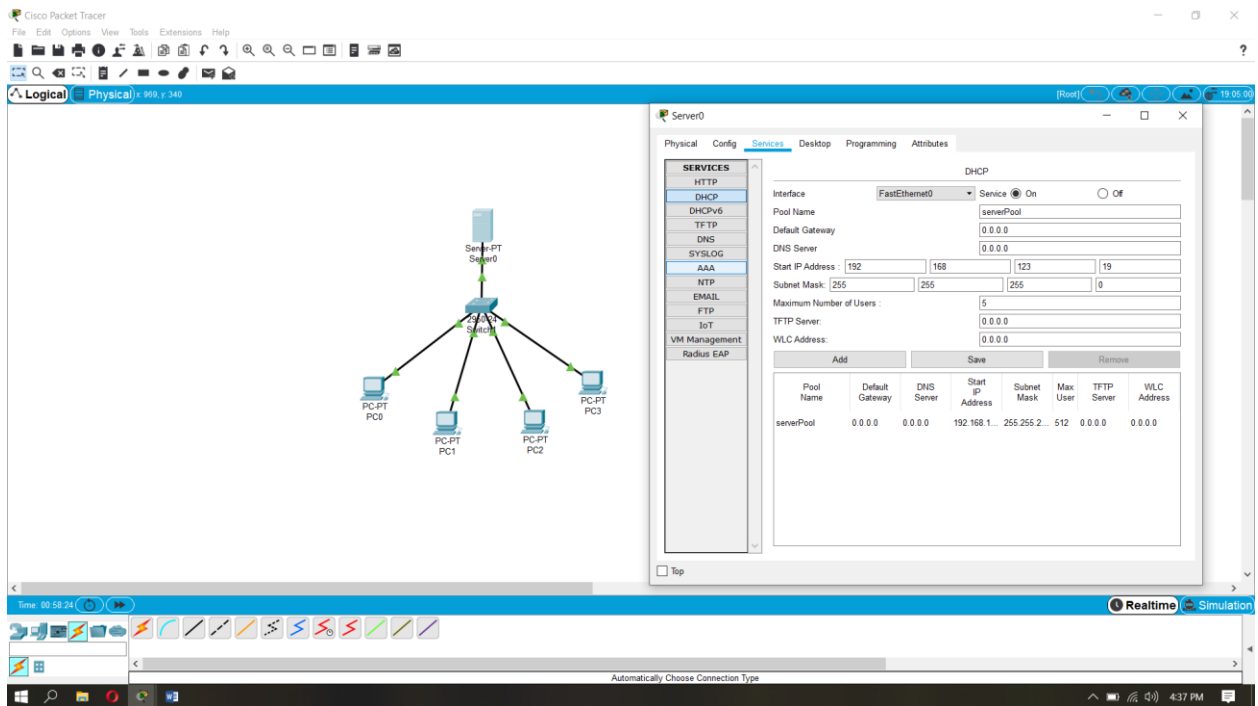 Cisco Packet Tracer
File Edit Options View Tools Extensions Help
?
Logical Physical x: 969, y: 340 [Root] 19:05:00
Server0
Physical Config Services Desktop Programming Attributes
SERVICES
HTTP
DHCP
DHCPv6
TFTP
DNS
SYSLOG
AAA
NTP
EMAIL
FTP
IoT
VM Management
Radius EAP
DHCP
Interface FastEthernet0 Service On Off
Pool Name serverPool
Default Gateway 0.0.0.0
DNS Server 0.0.0.0
Start IP Address : 192 168 123 19
Subnet Mask: 255 255 255 0
Maximum Number of Users : 5
TFTP Server: 0.0.0.0
WLC Address: 0.0.0.0
Add Save Remove
Pool Name Default Gateway DNS Server Start IP Address Subnet Mask Max User TFTP Server WLC Address
serverPool 0.0.0.0 0.0.0.0 192.168.1... 255.255.2... 512 0.0.0.0 0.0.0.0
Top
Server-PT
Server0
2950-24
Switch1
PC-PT
PC0
PC-PT
PC1
PC-PT
PC2
PC-PT
PC3
Time: 00:58:24 Realtime Simulation
Automatically Choose Connection Type
4:37 PM